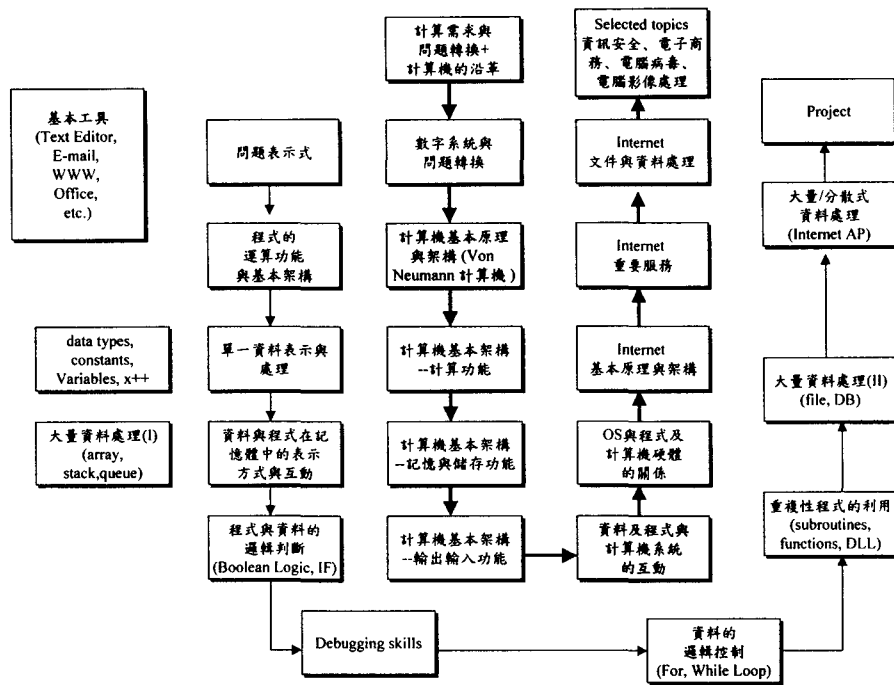 基本工具
(Text Editor,
E-mail,
WWW,
Office,
etc.)
data types,
constants,
Variables, x++
大量資料處理(I)
(array,
stack,queue)
問題表示式
程式的
運算功能
與基本架構
單一資料表示與
處理
資料與程式在記
憶體中的表示
方式與互動
程式與資料的
邏輯判斷
(Boolean Logic, IF)
計算需求與
問題轉換+
計算機的沿革
數字系統與
問題轉換
計算機基本原理
與架構 (Von
Neumann 計算機 )
計算機基本架構
--計算功能
計算機基本架構
--記憶與儲存功能
計算機基本架構
--輸出輸入功能
Selected topics
資訊安全、電子商
務、電腦病毒、
電腦影像處理
Internet
文件與資料處理
Internet
重要服務
Internet
基本原理與架構
OS與程式及
計算機硬體
的關係
資料及程式與
計算機系統
的互動
Project
大量/分散式
資料處理
(Internet AP)
大量資料處理(II)
(file, DB)
重複性程式的利用
(subroutines,
functions, DLL)
Debugging skills
資料的
邏輯控制
(For, While Loop)